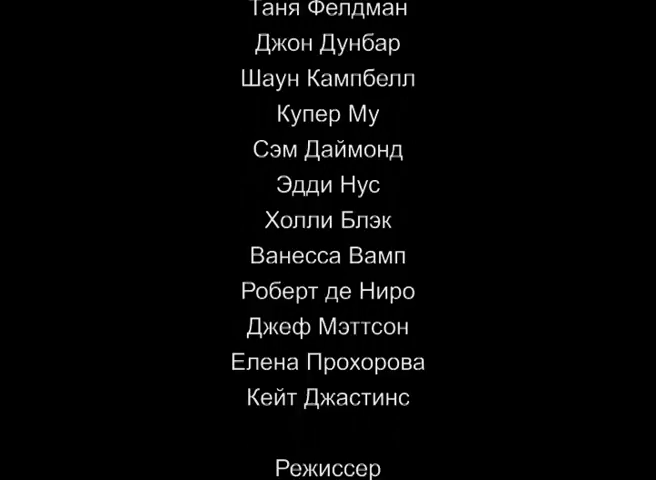 Таня Фелдман
Джон Дунбар
Шаун Кампбелл
Купер Му
Сэм Даймонд
Эдди Нус
Холли Блэк
Ванесса Вамп
Роберт де Ниро
Джеф Мэттсон
Елена Прохорова
Кейт Джастинс
Режиссер